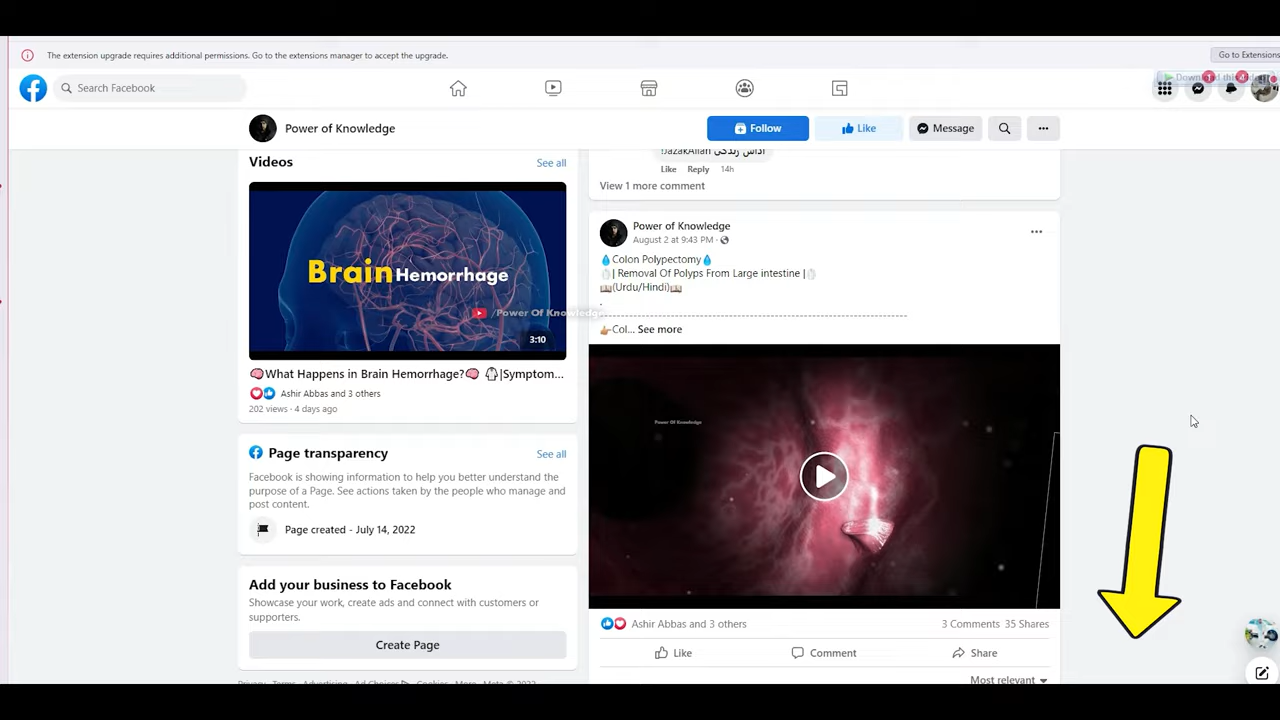 The extension upgrade requires additional permissions. Go to the extensions manager to accept the upgrade.
Go to Extensions
Search Facebook
Power of Knowledge
Follow
Like
Message
Videos
See all
Brain Hemorrhage
/Power Of Knowledge
3:10
🧠What Happens in Brain Hemorrhage?🧠 |Symptom...
Ashir Abbas and 3 others
202 views · 4 days ago
Page transparency
See all
Facebook is showing information to help you better understand the
purpose of a Page. See actions taken by the people who manage and
post content.
Page created - July 14, 2022
Add your business to Facebook
Showcase your work, create ads and connect with customers or
supporters.
Create Page
Like Reply 14h
View 1 more comment
Power of Knowledge
August 2 at 9:43 PM ·
💧Colon Polypectomy💧
| Removal Of Polyps From Large intestine |
📖(Urdu/Hindi)📖
.
👉Col... See more
Power Of Knowledge
Ashir Abbas and 3 others
3 Comments 35 Shares
Like Comment Share
Most relevant